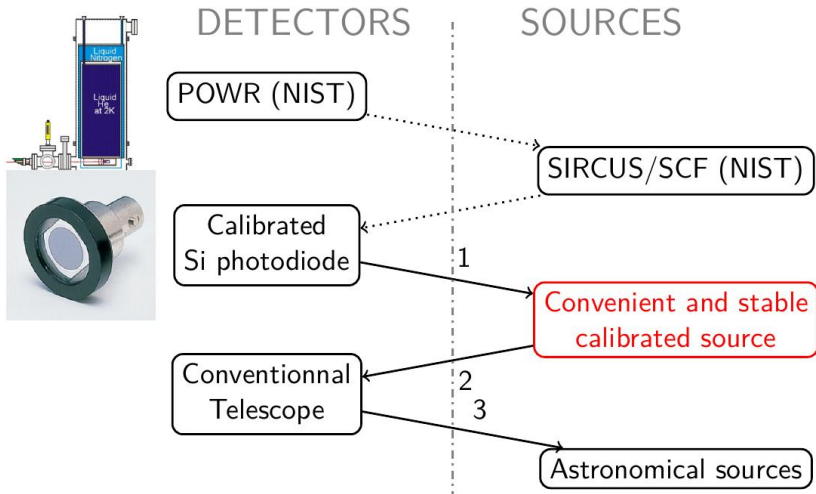 DETECTORS
SOURCES
Liquid
Nitrogen
Liquid
He
at 2K
POWR (NIST)
SIRCUS/SCF (NIST)
Calibrated
Si photodiode
1
Convenient and stable
calibrated source
Conventionnal
Telescope
2
3
Astronomical sources